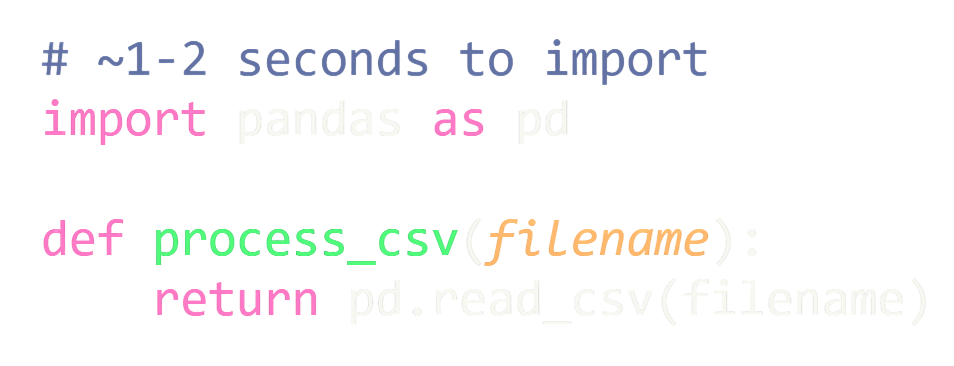 # ~1-2 seconds to import
import pandas as pd
def process_csv(filename):
return pd.read_csv(filename)